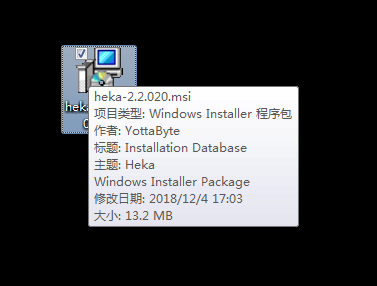 heka-2.2.020.msi
项目类型: Windows Installer 程序包
作者: YottaByte
标题: Installation Database
主题: Heka
Windows Installer Package
修改日期: 2018/12/4 17:03
大小: 13.2 MB
heka